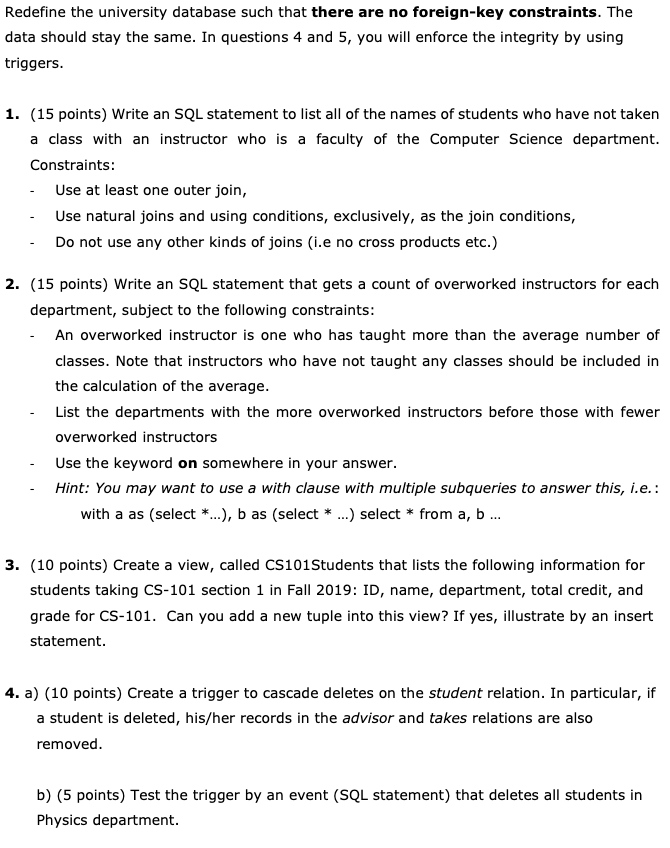 Redefine the university database such that there are no foreign-key constraints. The
data should stay the same. In questions 4 and 5, you will enforce the integrity by using
triggers.
1. (15 points) Write an SQL statement to list all of the names of students who have not taken
a class with an instructor who is a faculty of the Computer Science department.
Constraints:
- Use at least one outer join,
- Use natural joins and using conditions, exclusively, as the join conditions,
- Do not use any other kinds of joins (i.e no cross products etc.)
2. (15 points) Write an SQL statement that gets a count of overworked instructors for each
department, subject to the following constraints:
- An overworked instructor is one who has taught more than the average number of
classes. Note that instructors who have not taught any classes should be included in
the calculation of the average.
- List the departments with the more overworked instructors before those with fewer
overworked instructors
- Use the keyword on somewhere in your answer.
- Hint: You may want to use a with clause with multiple subqueries to answer this, i.e.:
with a as (select *...), b as (select * ...) select * from a, b ...
3. (10 points) Create a view, called CS101Students that lists the following information for
students taking CS-101 section 1 in Fall 2019: ID, name, department, total credit, and
grade for CS-101. Can you add a new tuple into this view? If yes, illustrate by an insert
statement.
4. a) (10 points) Create a trigger to cascade deletes on the student relation. In particular, if
a student is deleted, his/her records in the advisor and takes relations are also
removed.
b) (5 points) Test the trigger by an event (SQL statement) that deletes all students in
Physics department.